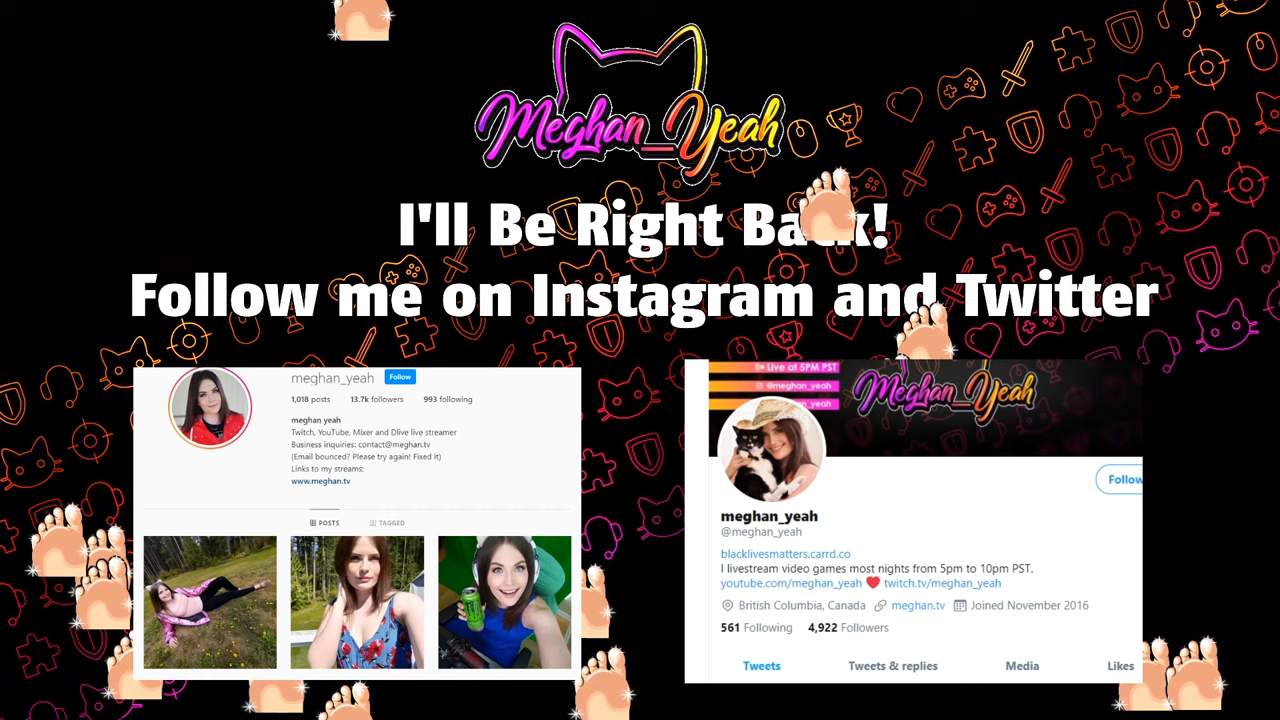 Meghan_Yeah
I'll Be Right Back!
Follow me on Instagram and Twitter
meghan_yeah Follow
1,018 posts 13.7k followers 993 following
meghan yeah
Twitch, YouTube, Mixer and Dlive live streamer
Business inquiries: contact@meghan.tv
(Email bounced? Please try again! Fixed it)
Links to my streams:
www.meghan.tv
POSTS TAGGED
Live at 5PM PST
@meghan_yeah
Meghan_Yeah
Follow
meghan_yeah
@meghan_yeah
blacklivesmatters.carrd.co
I livestream video games most nights from 5pm to 10pm PST.
youtube.com/meghan_yeah ❤️ twitch.tv/meghan_yeah
British Columbia, Canada meghan.tv Joined November 2016
561 Following 4,922 Followers
Tweets Tweets & replies Media Likes